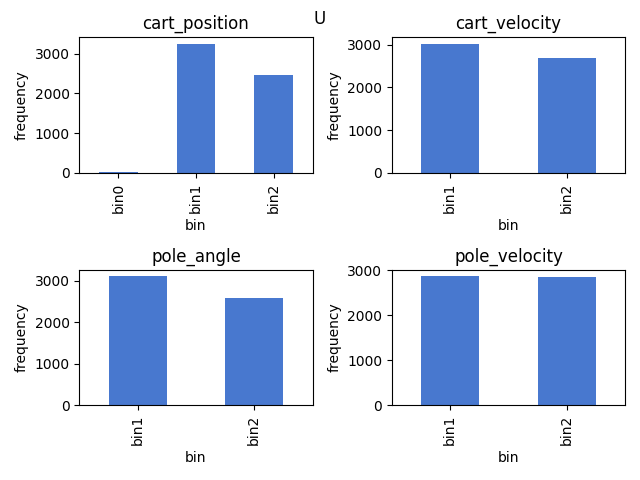 U
cart_position
frequency
3000
2000
1000
0
bin0
bin1
bin2
bin
cart_velocity
frequency
3000
2000
1000
0
bin1
bin2
bin
pole_angle
frequency
3000
2000
1000
0
bin1
bin2
bin
pole_velocity
frequency
3000
2000
1000
0
bin1
bin2
bin